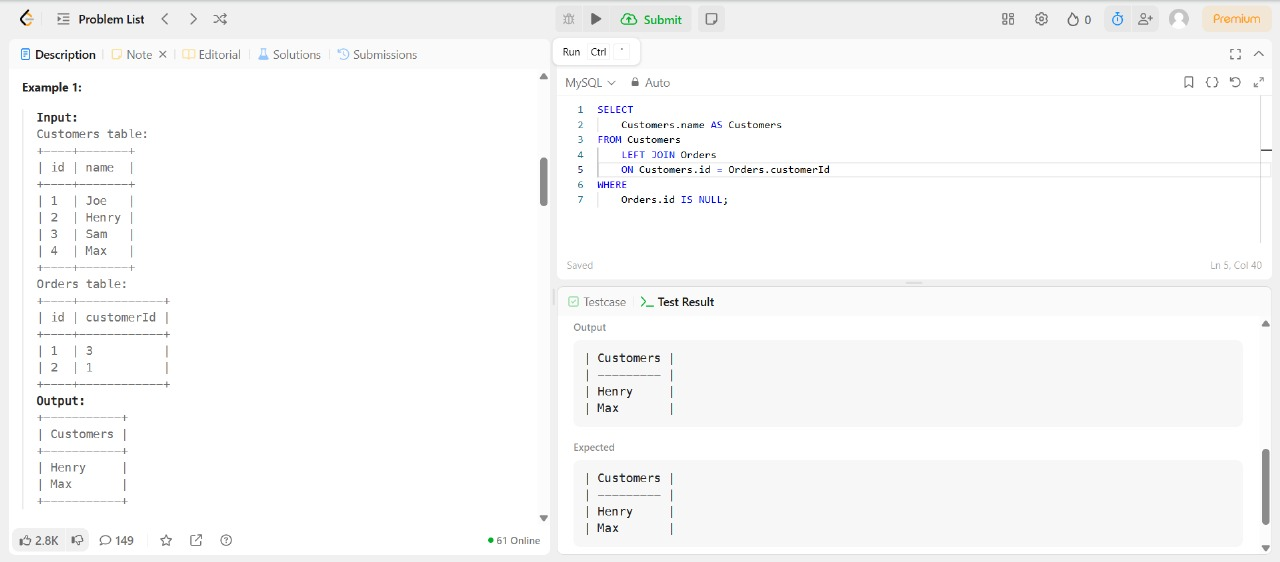 Problem List
Submit
0
Premium
Description
Note
Editorial
Solutions
Submissions
Run Ctrl '
Example 1:
Input:
Customers table:
+----+-------+
| id | name  |
+----+-------+
| 1  | Joe   |
| 2  | Henry |
| 3  | Sam   |
| 4  | Max   |
+----+-------+
Orders table:
+----+------------+
| id | customerId |
+----+------------+
| 1  | 3          |
| 2  | 1          |
+----+------------+
Output:
+-----------+
| Customers |
+-----------+
| Henry     |
| Max       |
+-----------+
2.8K
149
61 Online
MySQL
Auto
1 SELECT
2     Customers.name AS Customers
3 FROM Customers
4     LEFT JOIN Orders
5     ON Customers.id = Orders.customerId
6 WHERE
7     Orders.id IS NULL;
Saved
Ln 5, Col 40
Testcase
Test Result
Output
| Customers |
| --------- |
| Henry     |
| Max       |
Expected
| Customers |
| --------- |
| Henry     |
| Max       |